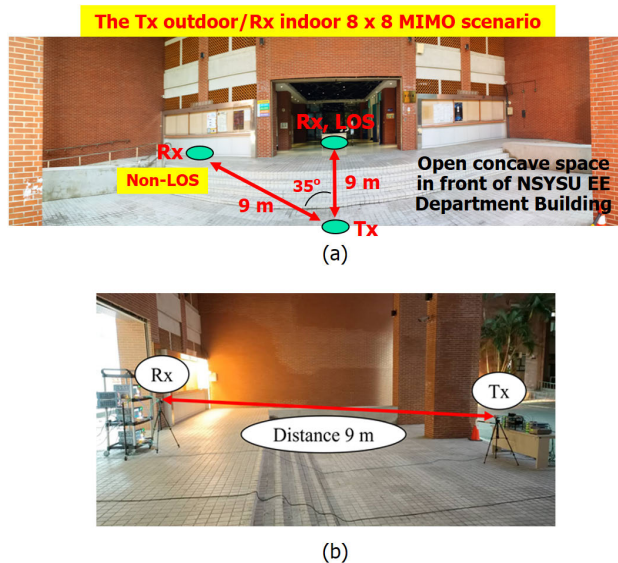 The Tx outdoor/Rx indoor 8 x 8 MIMO scenario
Rx, LOS
Rx
Non-LOS
35°
9 m
9 m
Tx
Open concave space
in front of NSYSU EE
Department Building
(a)
Rx
Tx
Distance 9 m
(b)